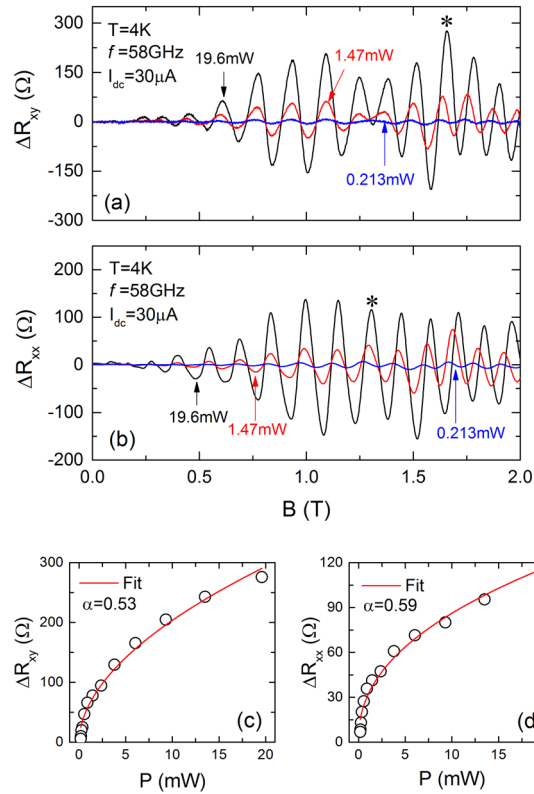 T=4K
f=58GHz
I_dc=30μA
19.6mW
1.47mW
*
0.213mW
ΔR_xy (Ω)
300
150
0
-150
-300
(a)
T=4K
f=58GHz
I_dc=30μA
*
19.6mW
1.47mW
0.213mW
ΔR_xx (Ω)
200
100
0
-100
-200
(b)
0.0 0.5 1.0 1.5 2.0
B (T)
Fit
α=0.53
ΔR_xy (Ω)
300
200
100
0
(c)
0 5 10 15 20
P (mW)
Fit
α=0.59
ΔR_xx (Ω)
120
90
60
30
0
(d
0 5 10 15
P (mW)